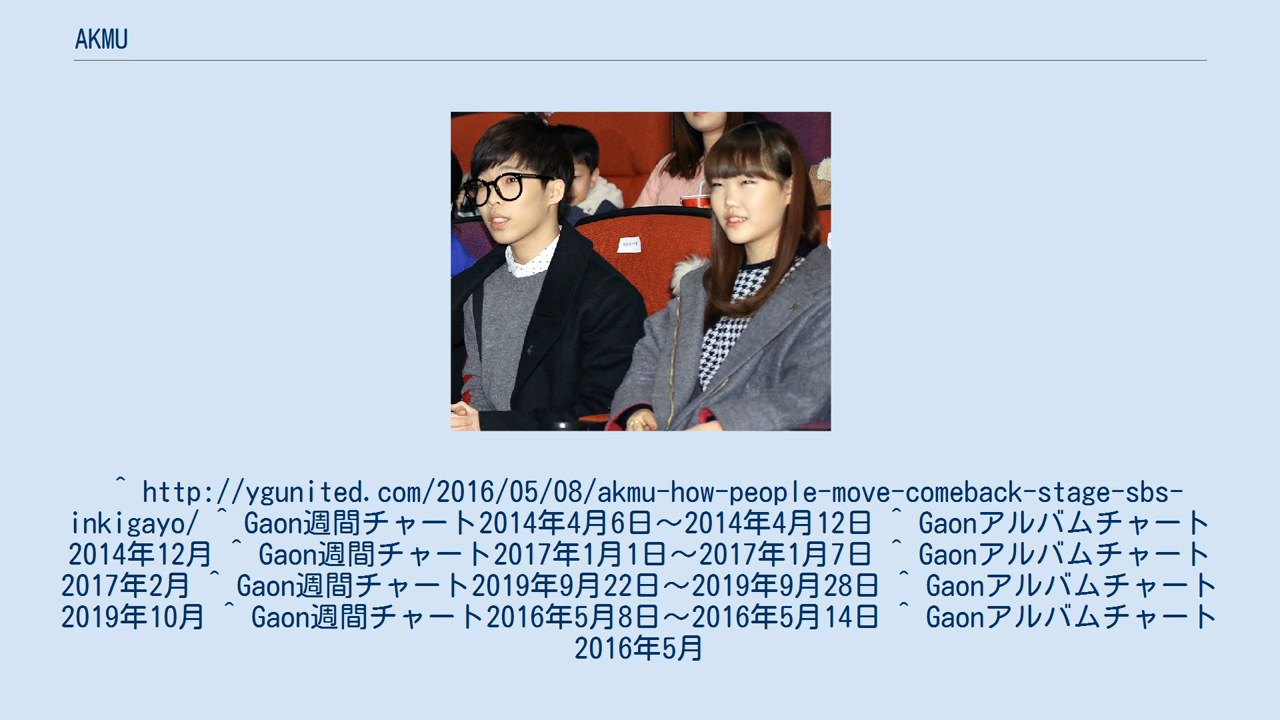 AKMU
^ http://ygunited.com/2016/05/08/akmu-how-people-move-comeback-stage-sbs-
inkigayo/ ^ Gaon週間チャート2014年4月6日～2014年4月12日 ^ Gaonアルバムチャート
2014年12月 ^ Gaon週間チャート2017年1月1日～2017年1月7日 ^ Gaonアルバムチャート
2017年2月 ^ Gaon週間チャート2019年9月22日～2019年9月28日 ^ Gaonアルバムチャート
2019年10月 ^ Gaon週間チャート2016年5月8日～2016年5月14日 ^ Gaonアルバムチャート
2016年5月